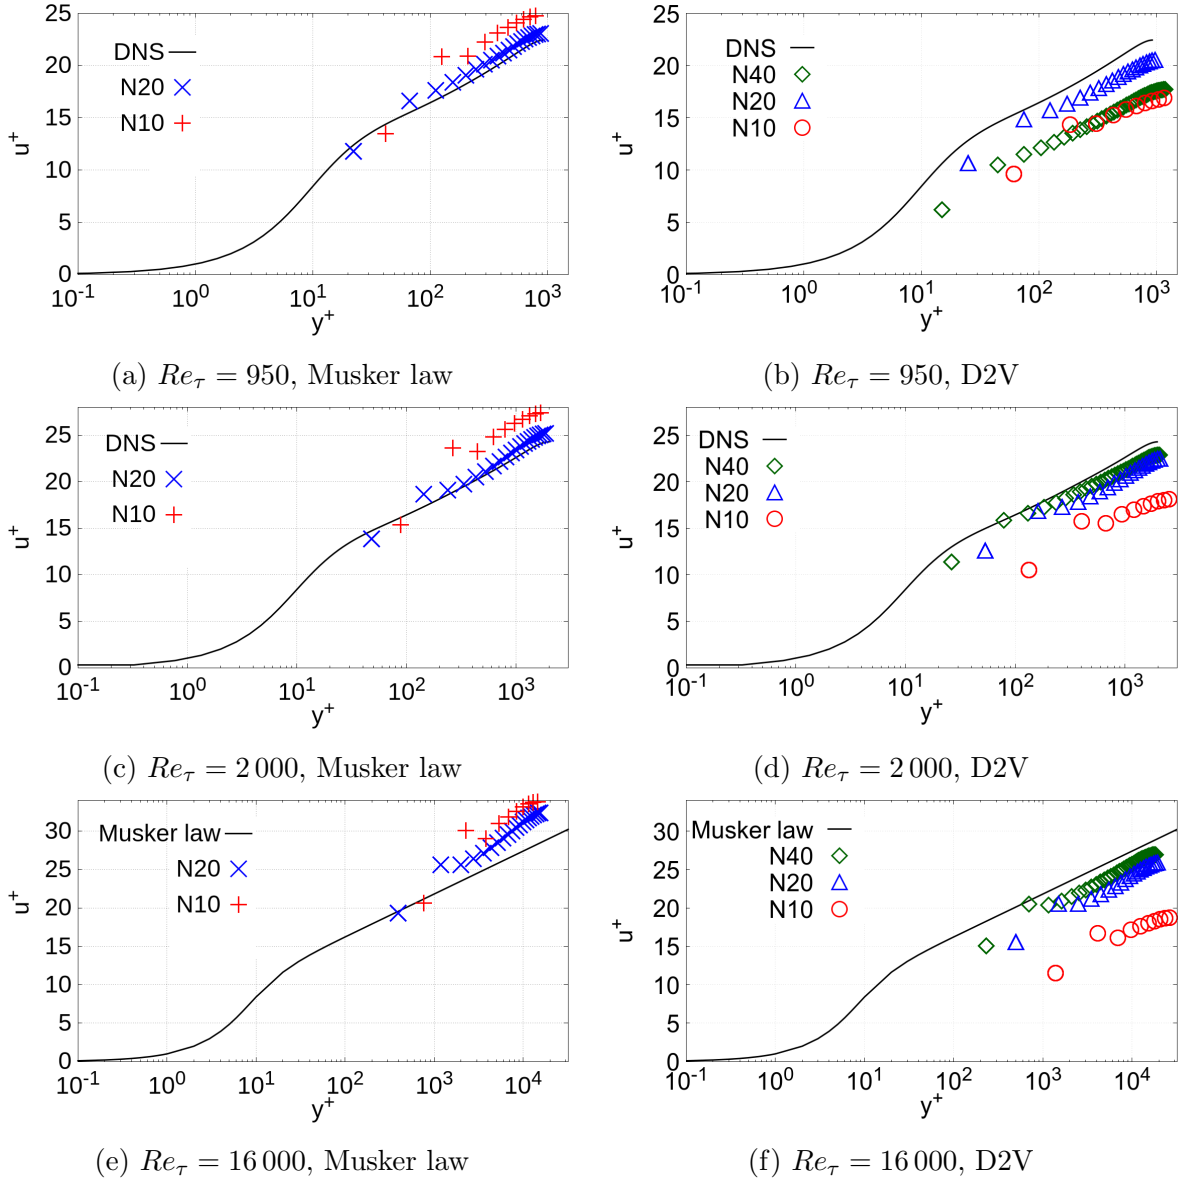 DNS
N20
N10
u+
25
20
15
10
5
0
10-1 100 101 102 103
y+
(a) Reτ = 950, Musker law
DNS
N40
N20
N10
u+
25
20
15
10
5
0
10-1 100 101 102 103
y+
(b) Reτ = 950, D2V
DNS
N20
N10
u+
25
20
15
10
5
0
10-1 100 101 102 103
y+
(c) Reτ = 2 000, Musker law
DNS
N40
N20
N10
u+
25
20
15
10
5
0
10-1 100 101 102 103
y+
(d) Reτ = 2 000, D2V
Musker law
N20
N10
u+
30
25
20
15
10
5
0
10-1 100 101 102 103 104
y+
(e) Reτ = 16 000, Musker law
Musker law
N40
N20
N10
u+
30
25
20
15
10
5
0
10-1 100 101 102 103 104
y+
(f) Reτ = 16 000, D2V